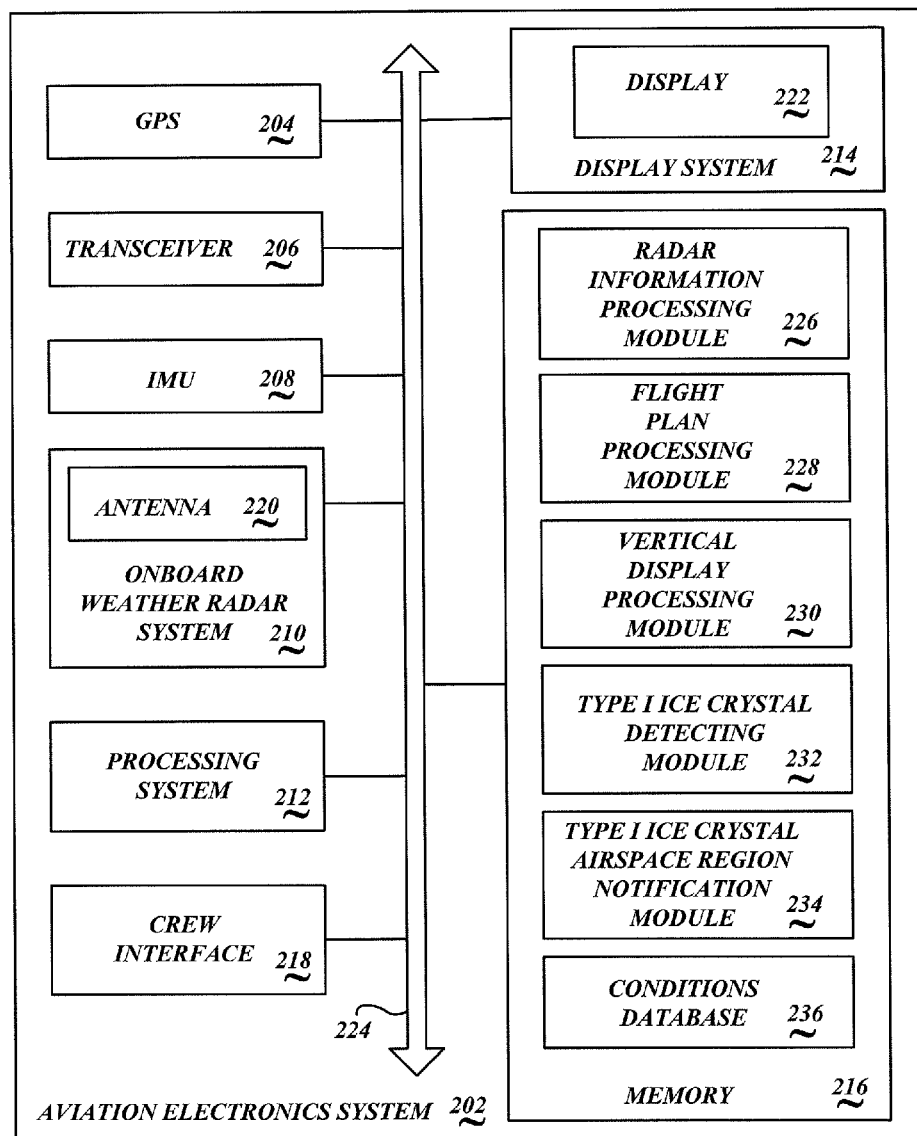 GPS 204
TRANSCEIVER 206
IMU 208
ANTENNA 220
ONBOARD
WEATHER RADAR
SYSTEM 210
PROCESSING
SYSTEM 212
CREW
INTERFACE 218
224
AVIATION ELECTRONICS SYSTEM 202
DISPLAY 222
DISPLAY SYSTEM 214
RADAR
INFORMATION
PROCESSING
MODULE 226
FLIGHT
PLAN
PROCESSING
MODULE 228
VERTICAL
DISPLAY
PROCESSING
MODULE 230
TYPE I ICE CRYSTAL
DETECTING
MODULE 232
TYPE I ICE CRYSTAL
AIRSPACE REGION
NOTIFICATION
MODULE 234
CONDITIONS
DATABASE 236
MEMORY 216